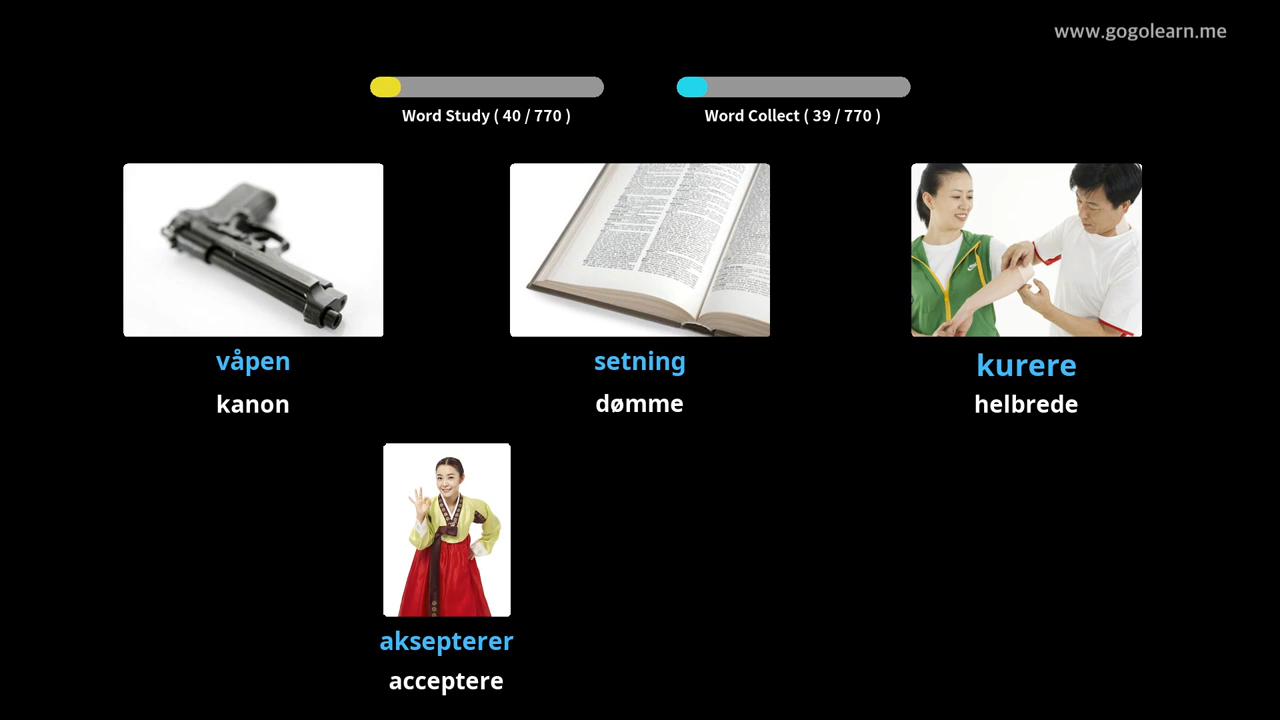 www.gogolearn.me
Word Study ( 40 / 770 )
Word Collect ( 39 / 770 )
våpen
kanon
setning
dømme
kurere
helbrede
aksepterer
acceptere